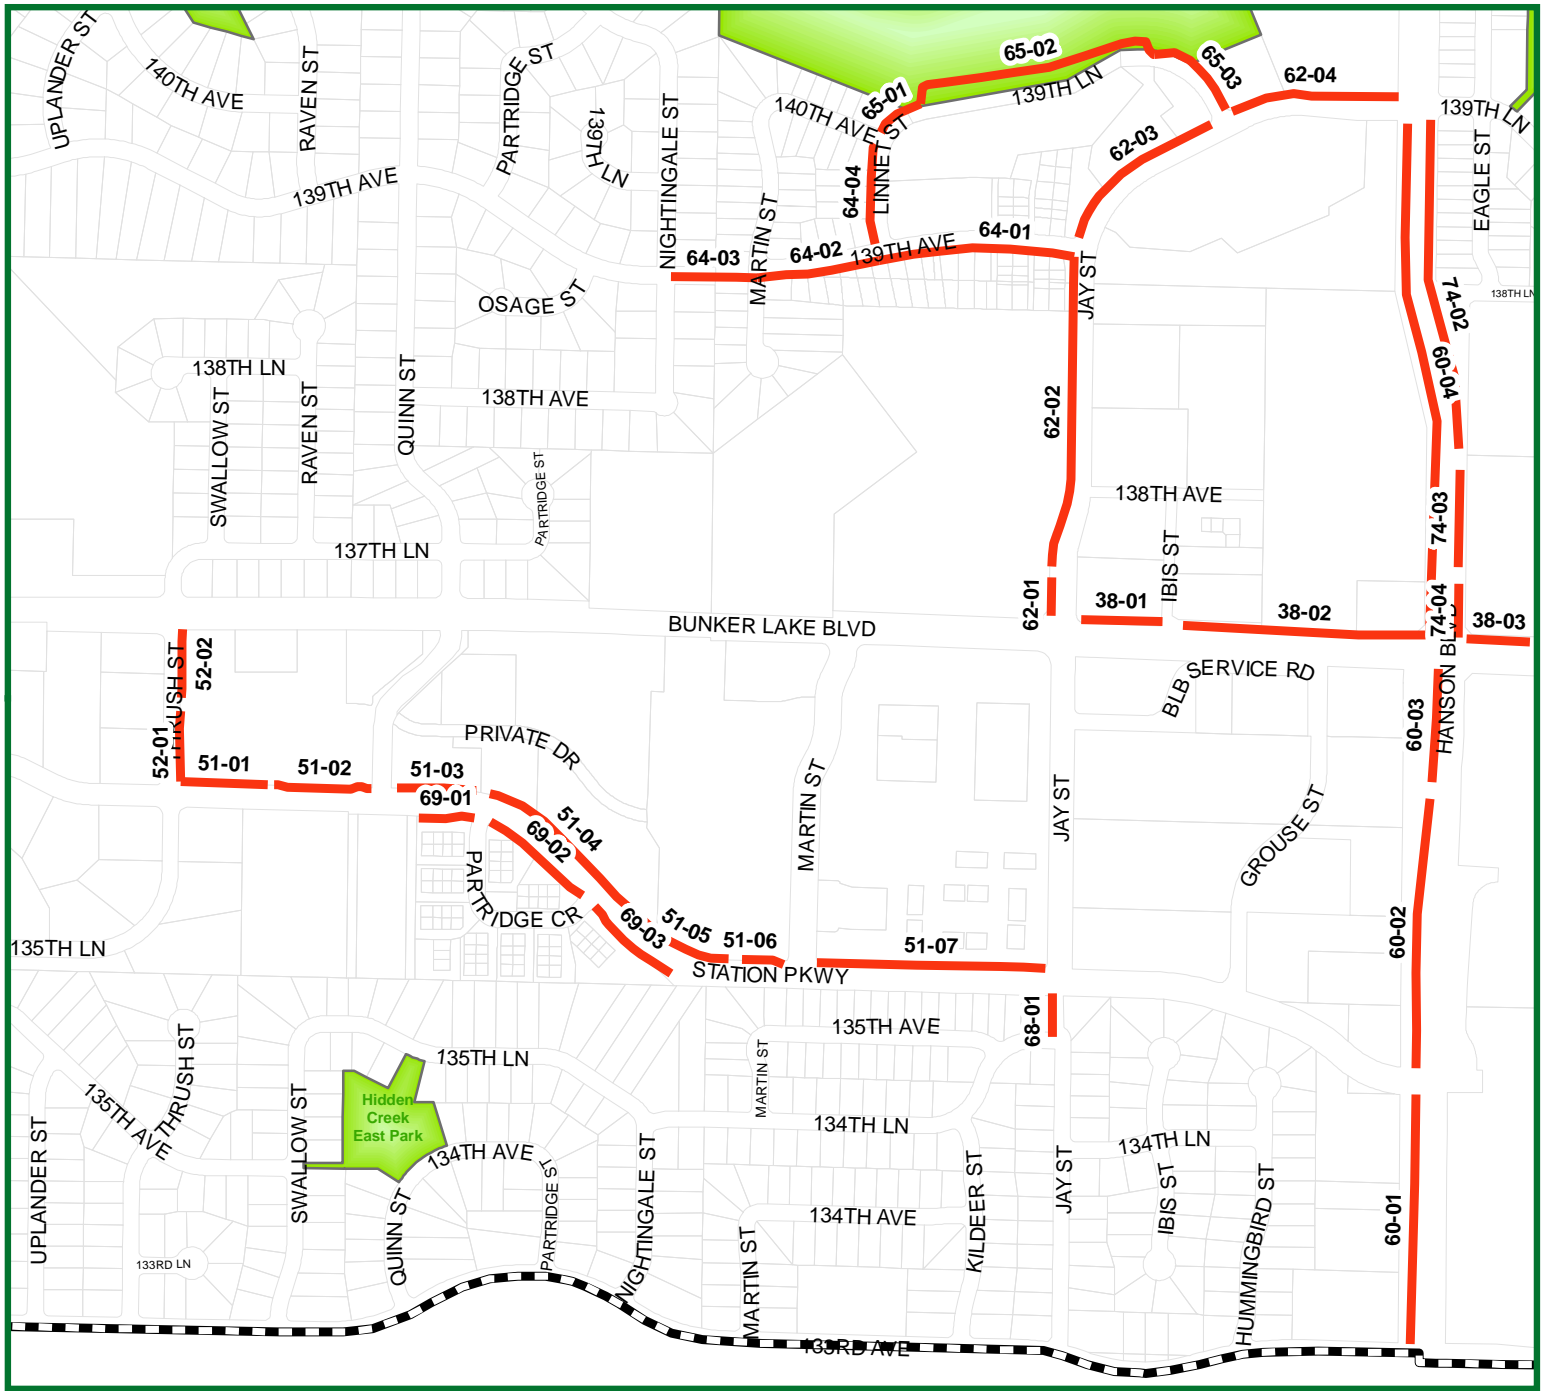 UPLANDER ST
140TH AVE
RAVEN ST
PARTRIDGE ST
139TH LN
NIGHTINGALE ST
65-02
65-03
62-04
65-01
139TH LN
140TH AVE
LINNET ST
139TH LN
EAGLE ST
62-03
139TH AVE
64-04
MARTIN ST
64-03
64-02
139TH AVE
64-01
JAY ST
OSAGE ST
74-02
138TH LN
60-04
138TH LN
SWALLOW ST
RAVEN ST
QUINN ST
138TH AVE
62-02
PARTRIDGE ST
138TH AVE
74-03
137TH LN
IBIS ST
62-01
38-01
38-02
74-04
38-03
BUNKER LAKE BLVD
HANSON BLVD
THRUSH ST
52-02
BLB SERVICE RD
60-03
52-01
51-01
51-02
51-03
PRIVATE DR
69-01
51-04
69-02
MARTIN ST
JAY ST
GROUSE ST
PARTRIDGE CR
69-03
51-05
51-06
51-07
60-02
135TH LN
STATION PKWY
68-01
135TH AVE
THRUSH ST
135TH LN
MARTIN ST
135TH AVE
SWALLOW ST
Hidden
Creek
East Park
134TH LN
134TH LN
UPLANDER ST
134TH AVE
QUINN ST
PARTRIDGE ST
NIGHTINGALE ST
134TH AVE
KILDEER ST
JAY ST
IBIS ST
HUMMINGBIRD ST
60-01
133RD LN
MARTIN ST
133RD AVE